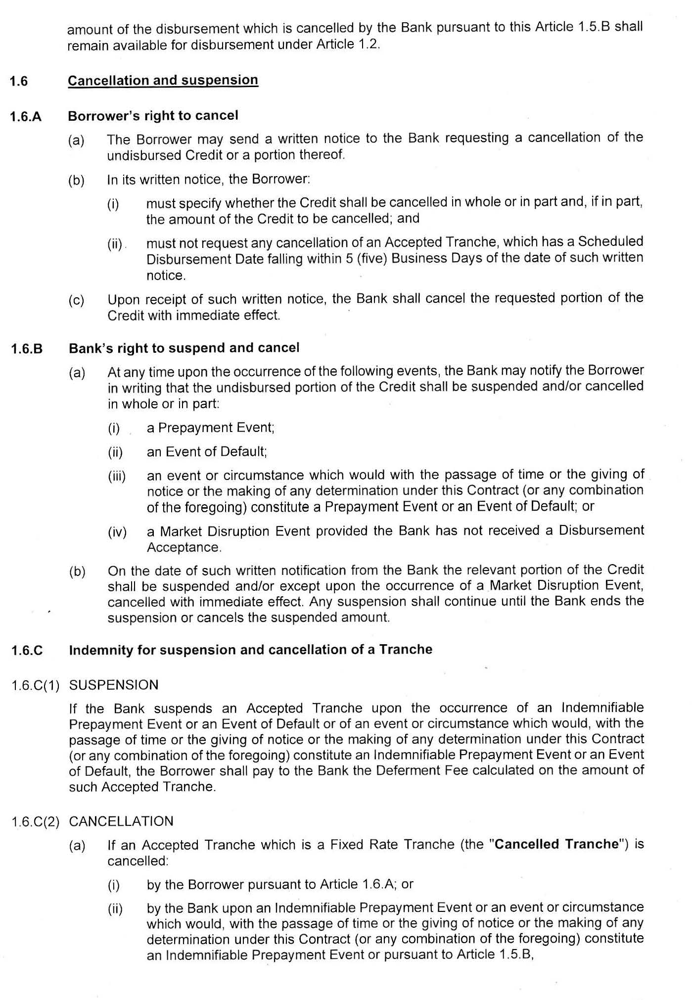 amount of the disbursement which is cancelled by the Bank pursuant to this Article 1.5.B shall
remain available for disbursement under Article 1.2.
1.6 Cancellation and suspension
1.6.A Borrower's right to cancel
(a) The Borrower may send a written notice to the Bank requesting a cancellation of the
undisbursed Credit or a portion thereof.
(b) In its written notice, the Borrower:
(i) must specify whether the Credit shall be cancelled in whole or in part and, if in part,
the amount of the Credit to be cancelled; and
(ii) must not request any cancellation of an Accepted Tranche, which has a Scheduled
Disbursement Date falling within 5 (five) Business Days of the date of such written
notice.
(c) Upon receipt of such written notice, the Bank shall cancel the requested portion of the
Credit with immediate effect.
1.6.B Bank's right to suspend and cancel
(a) At any time upon the occurrence of the following events, the Bank may notify the Borrower
in writing that the undisbursed portion of the Credit shall be suspended and/or cancelled
in whole or in part:
(i) a Prepayment Event;
(ii) an Event of Default;
(iii) an event or circumstance which would with the passage of time or the giving of
notice or the making of any determination under this Contract (or any combination
of the foregoing) constitute a Prepayment Event or an Event of Default; or
(iv) a Market Disruption Event provided the Bank has not received a Disbursement
Acceptance.
(b) On the date of such written notification from the Bank the relevant portion of the Credit
shall be suspended and/or except upon the occurrence of a Market Disruption Event,
cancelled with immediate effect. Any suspension shall continue until the Bank ends the
suspension or cancels the suspended amount.
1.6.C Indemnity for suspension and cancellation of a Tranche
1.6.C(1) SUSPENSION
If the Bank suspends an Accepted Tranche upon the occurrence of an Indemnifiable
Prepayment Event or an Event of Default or of an event or circumstance which would, with the
passage of time or the giving of notice or the making of any determination under this Contract
(or any combination of the foregoing) constitute an Indemnifiable Prepayment Event or an Event
of Default, the Borrower shall pay to the Bank the Deferment Fee calculated on the amount of
such Accepted Tranche.
1.6.C(2) CANCELLATION
(a) If an Accepted Tranche which is a Fixed Rate Tranche (the "Cancelled Tranche") is
cancelled:
(i) by the Borrower pursuant to Article 1.6.A; or
(ii) by the Bank upon an Indemnifiable Prepayment Event or an event or circumstance
which would, with the passage of time or the giving of notice or the making of any
determination under this Contract (or any combination of the foregoing) constitute
an Indemnifiable Prepayment Event or pursuant to Article 1.5.B,